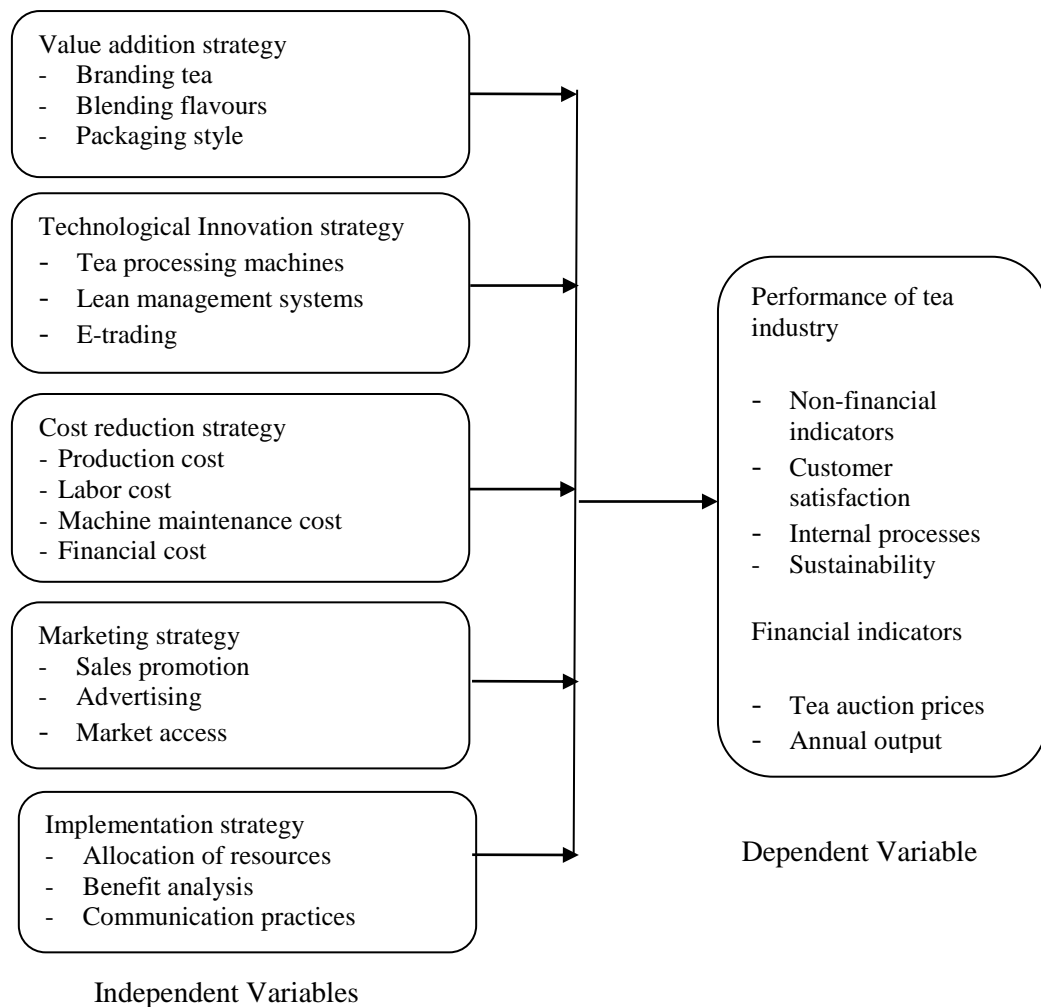 Value addition strategy
- Branding tea
- Blending flavours
- Packaging style
Technological Innovation strategy
- Tea processing machines
- Lean management systems
- E-trading
Cost reduction strategy
- Production cost
- Labor cost
- Machine maintenance cost
- Financial cost
Marketing strategy
- Sales promotion
- Advertising
- Market access
Implementation strategy
- Allocation of resources
- Benefit analysis
- Communication practices
Independent Variables
Performance of tea
industry
- Non-financial
indicators
- Customer
satisfaction
- Internal processes
- Sustainability
Financial indicators
- Tea auction prices
- Annual output
Dependent Variable